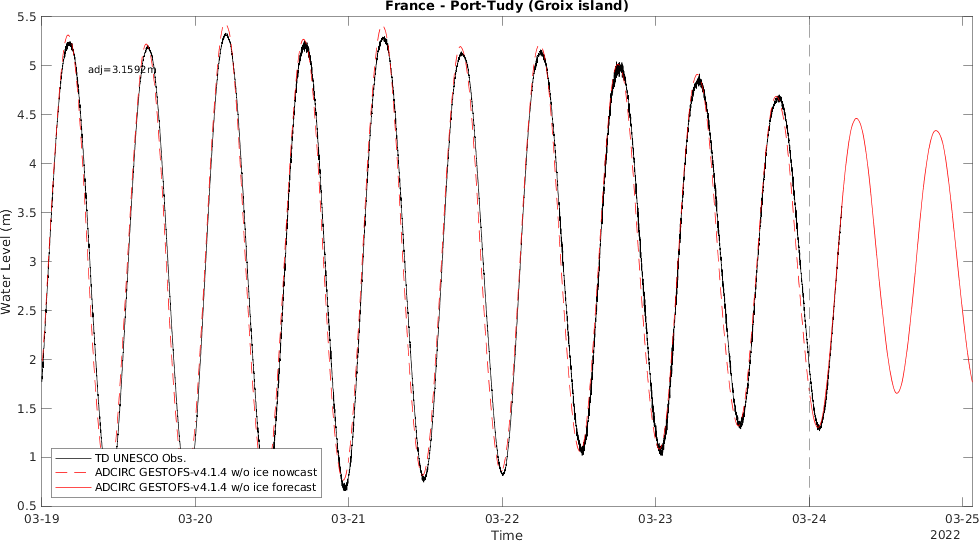 France - Port-Tudy (Groix island)
5.5
5
4.5
4
3.5
3
2.5
2
1.5
1
0.5
Water Level (m)
adj=3.1592m
TD UNESCO Obs.
ADCIRC GESTOFS-v4.1.4 w/o ice nowcast
ADCIRC GESTOFS-v4.1.4 w/o ice forecast
03-19 03-20 03-21 03-22 03-23 03-24 03-25
Time
2022